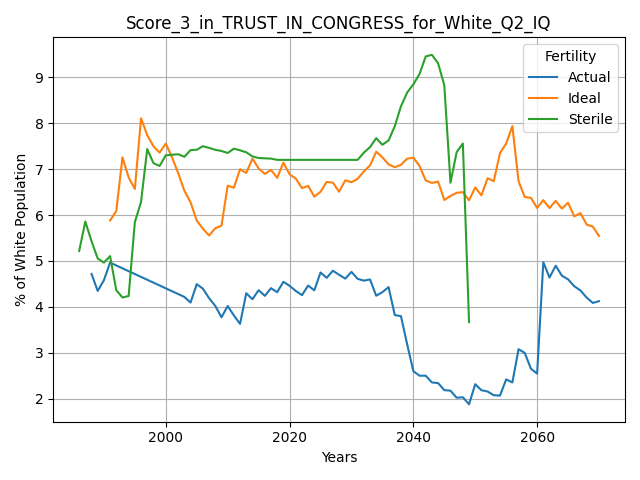 Score_3_in_TRUST_IN_CONGRESS_for_White_Q2_IQ
Fertility
Actual
Ideal
Sterile
% of White Population
9
8
7
6
5
4
3
2
2000 2020 2040 2060
Years